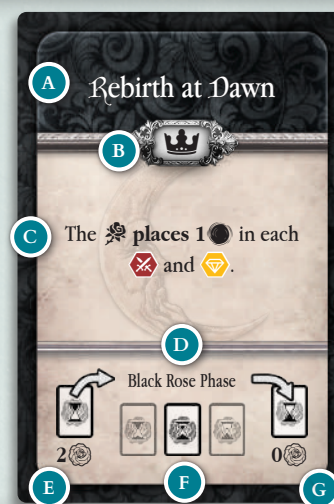 A
Rebirth at Dawn
B
C
The places 1 in each
and .
D
Black Rose Phase
2
0
E
F
G